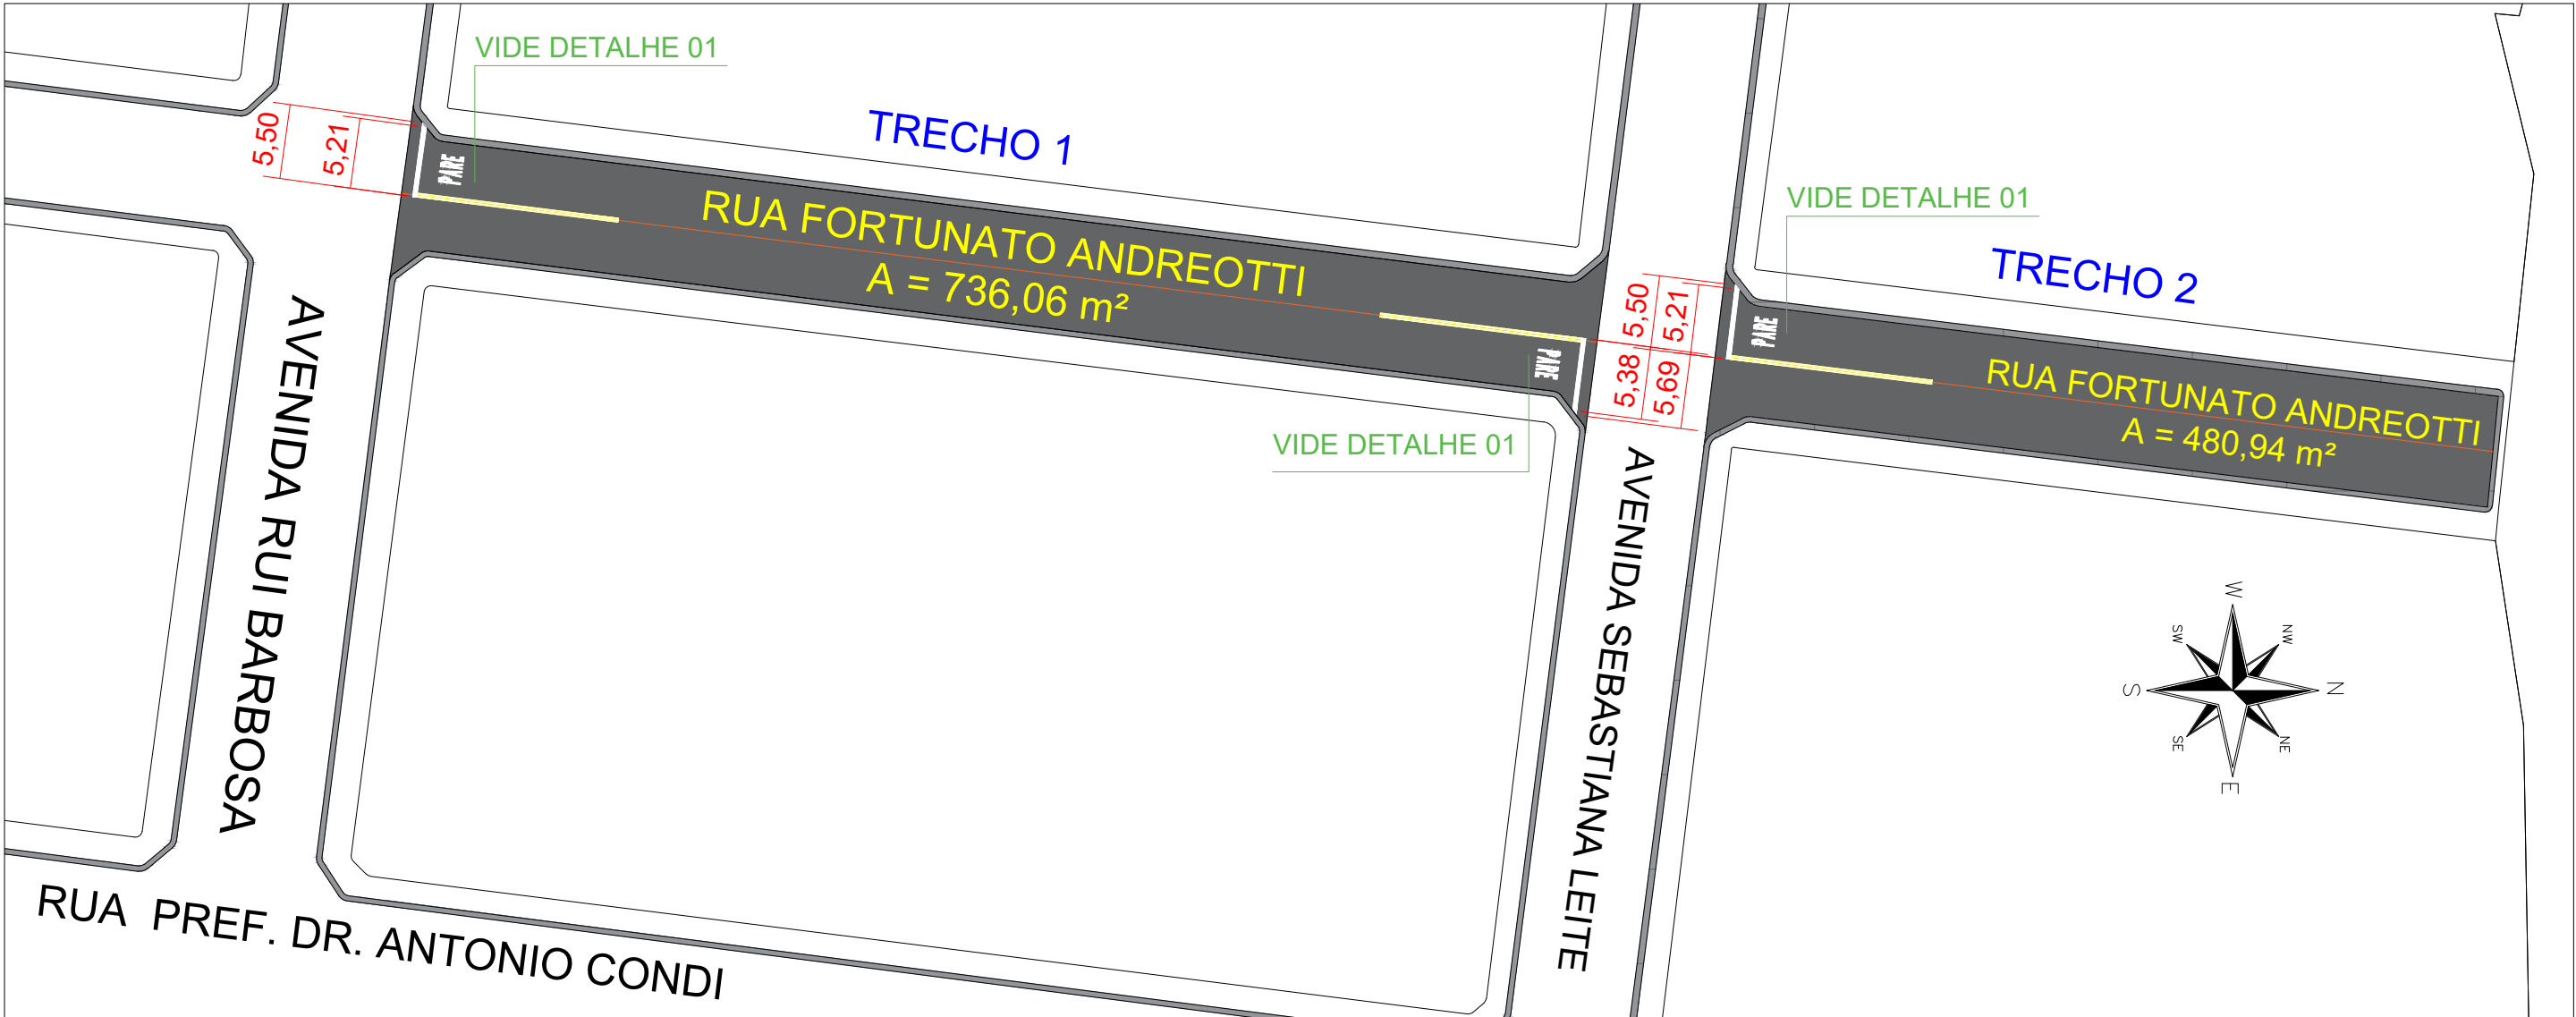 VIDE DETALHE 01
TRECHO 1
5,50
5,21
PARE
RUA FORTUNATO ANDREOTTI
A = 736,06 m²
VIDE DETALHE 01
TRECHO 2
5,50
5,21
5,38
5,69
PARE
PARE
VIDE DETALHE 01
RUA FORTUNATO ANDREOTTI
A = 480,94 m²
AVENIDA RUI BARBOSA
AVENIDA SEBASTIANA LEITE
RUA PREF. DR. ANTONIO CONDI
W
SW
NW
S
N
SE
NE
E